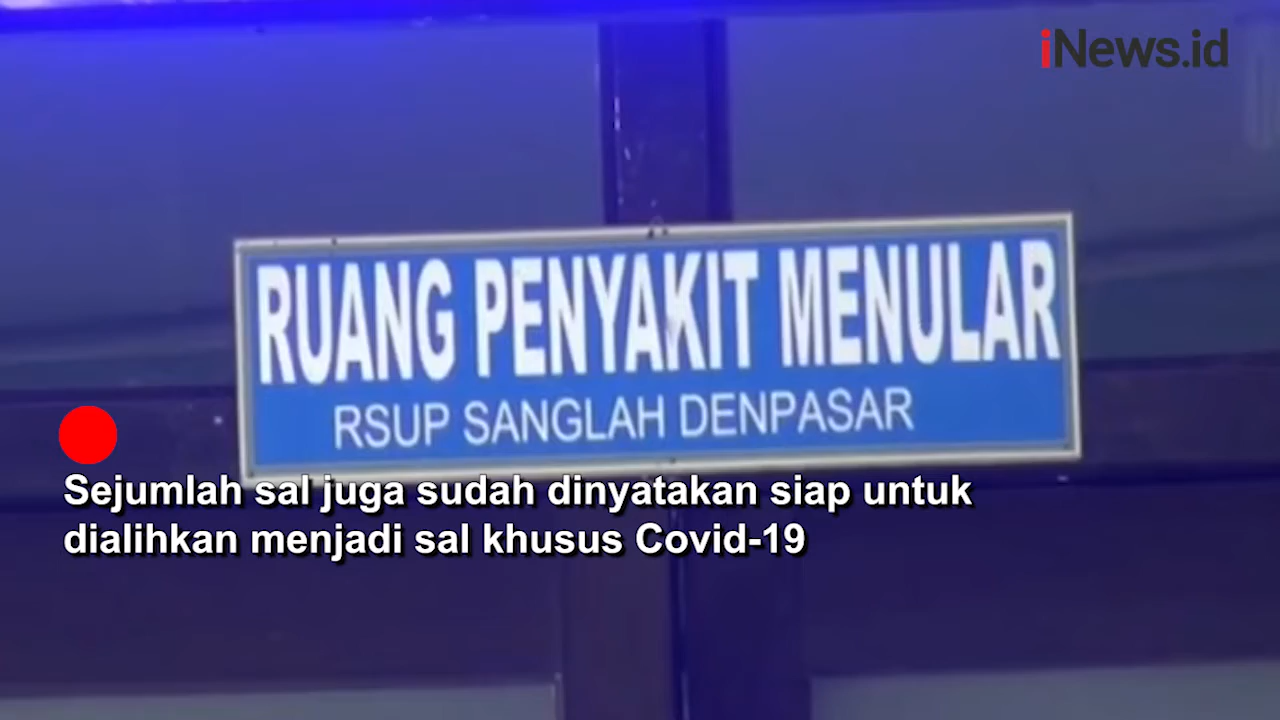 iNews.id
RUANG PENYAKIT MENULAR
RSUP SANGLAH DENPASAR
Sejumlah sal juga sudah dinyatakan siap untuk
dialihkan menjadi sal khusus Covid-19